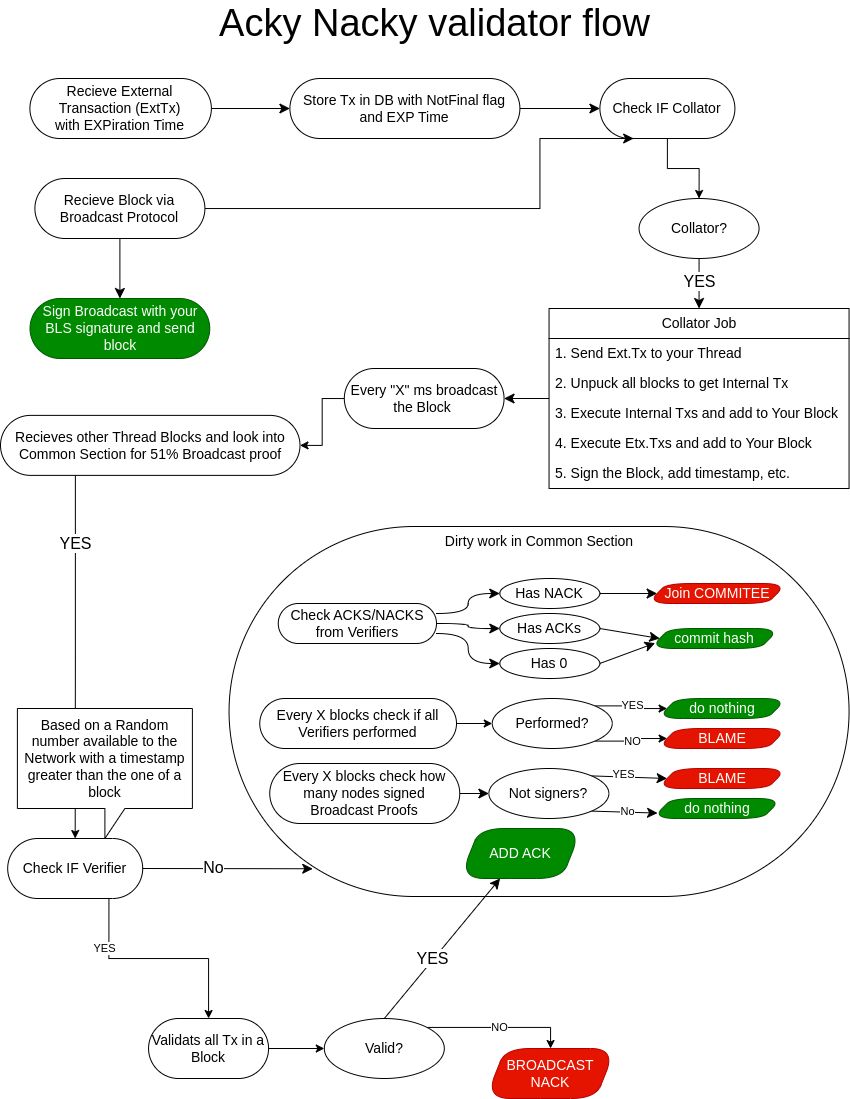 Acky Nacky validator flow
Recieve External
Transaction (ExtTx)
with EXPiration Time
Store Tx in DB with NotFinal flag
and EXP Time
Check IF Collator
Recieve Block via
Broadcast Protocol
Collator?
YES
Sign Broadcast with your
BLS signature and send
block
Collator Job
1. Send Ext.Tx to your Thread
2. Unpuck all blocks to get Internal Tx
3. Execute Internal Txs and add to Your Block
4. Execute Etx.Txs and add to Your Block
5. Sign the Block, add timestamp, etc.
Every "X" ms broadcast
the Block
Recieves other Thread Blocks and look into
Common Section for 51% Broadcast proof
YES
Dirty work in Common Section
Check ACKS/NACKS
from Verifiers
Has NACK
Join COMMITEE
Has ACKs
commit hash
Has 0
Every X blocks check if all
Verifiers performed
Performed?
YES
do nothing
NO
BLAME
Every X blocks check how
many nodes signed
Broadcast Proofs
Not signers?
YES
BLAME
No
do nothing
ADD ACK
Based on a Random
number available to the
Network with a timestamp
greater than the one of a
block
Check IF Verifier
No
YES
YES
Validats all Tx in a
Block
Valid?
NO
BROADCAST
NACK